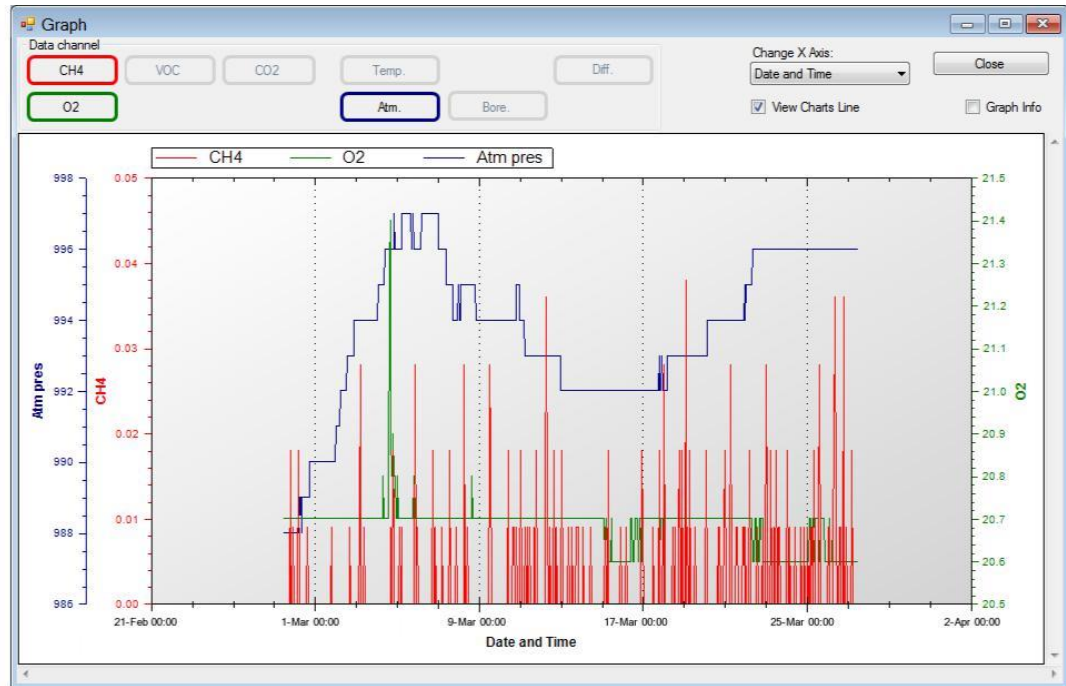 Graph
Data channel
CH4 VOC CO2 Temp. Diff.
O2 Atm. Bore.
Change X Axis:
Date and Time
Close
View Charts Line
Graph Info
CH4 O2 Atm pres
998
996
994
992
990
988
986
Atm pres
0.05
0.04
0.03
0.02
0.01
0.00
CH4
21.5
21.4
21.3
21.2
21.1
21.0
20.9
20.8
20.7
20.6
20.5
O2
21-Feb 00:00 1-Mar 00:00 9-Mar 00:00 17-Mar 00:00 25-Mar 00:00 2-Apr 00:00
Date and Time